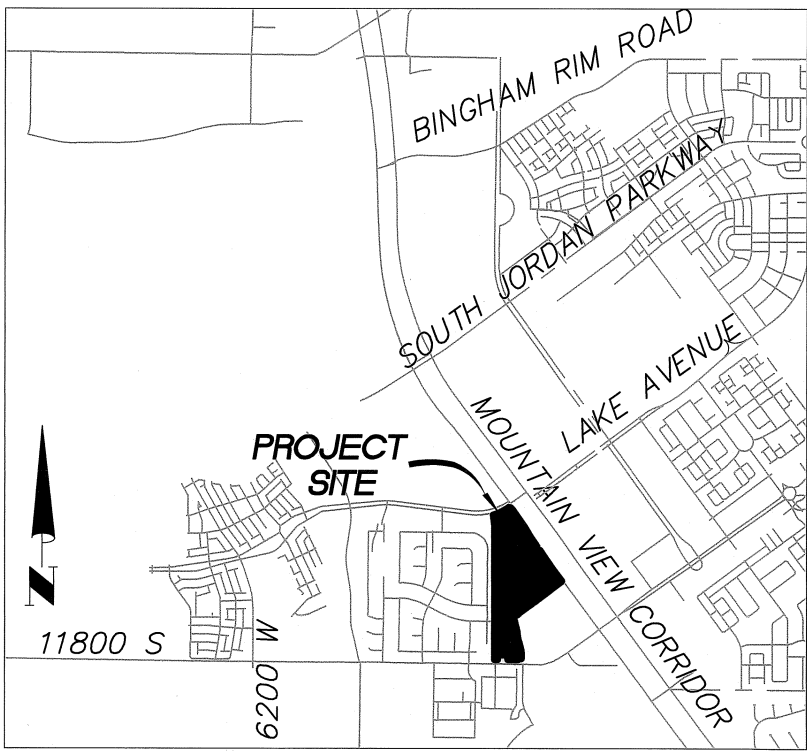 BINGHAM RIM ROAD
SOUTH JORDAN PARKWAY
LAKE AVENUE
MOUNTAIN VIEW CORRIDOR
PROJECT
SITE
N
11800 S
6200 W